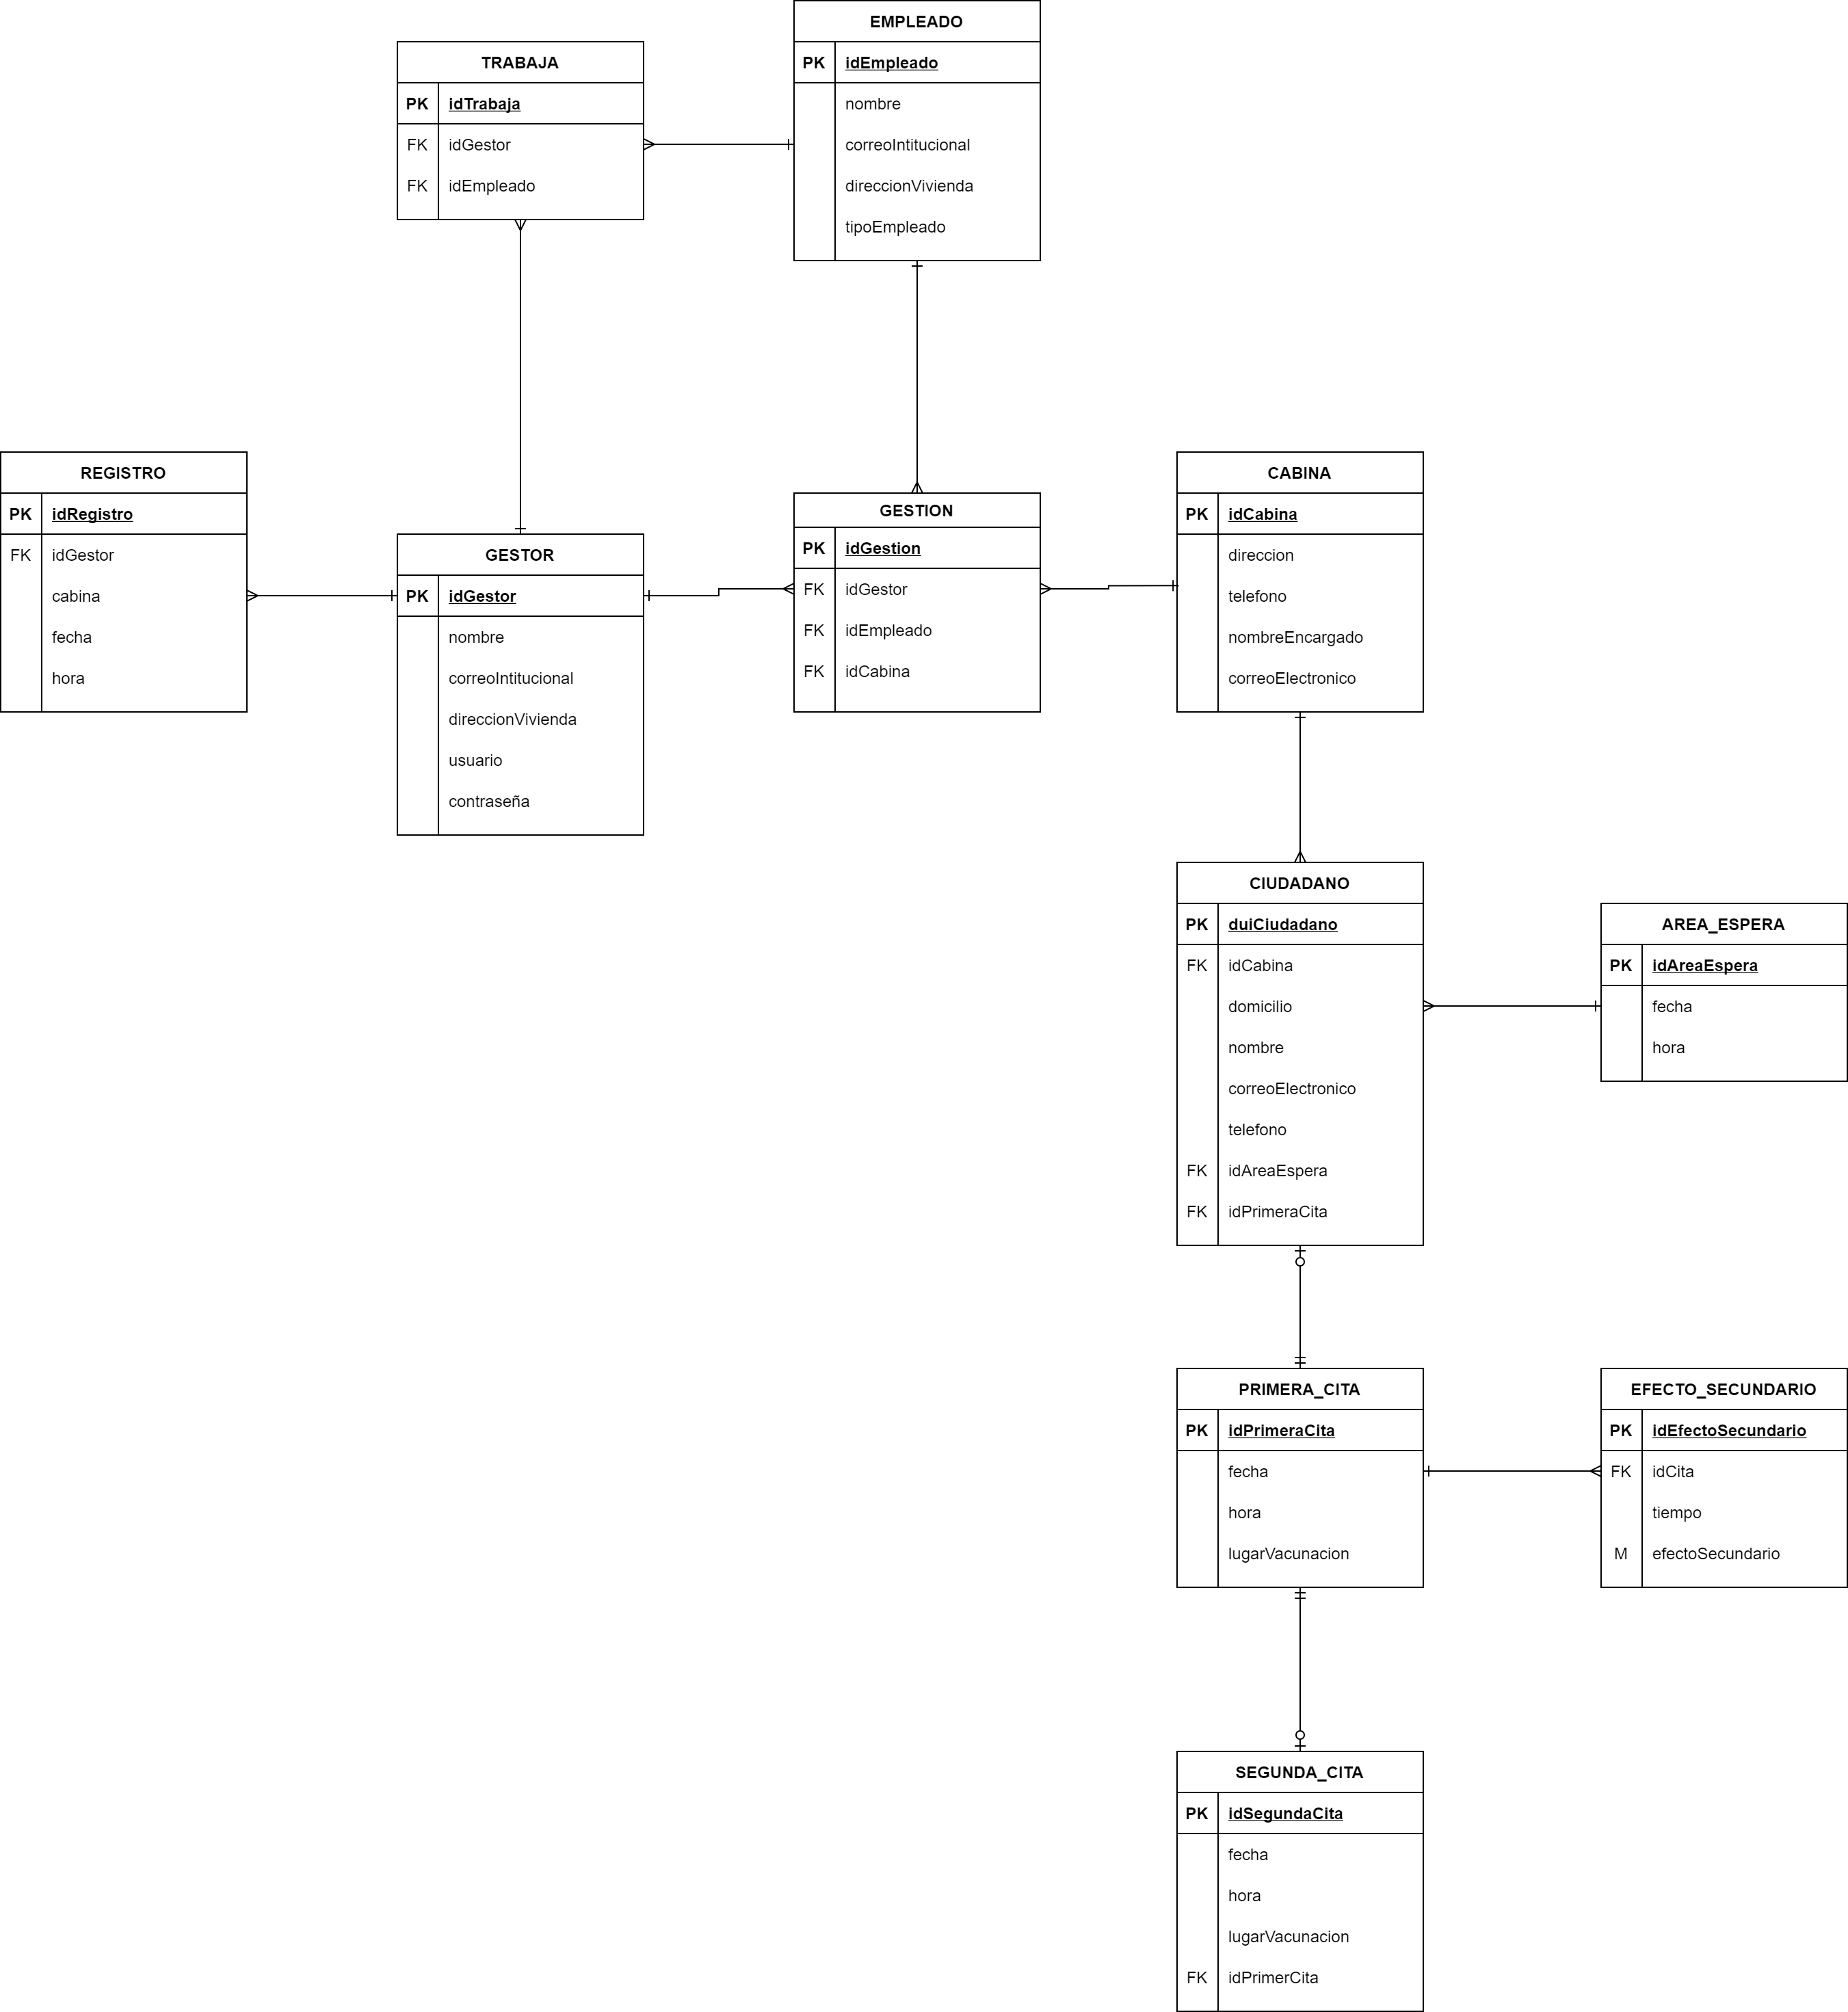 EMPLEADO
PK idEmpleado
nombre
correoIntitucional
direccionVivienda
tipoEmpleado
TRABAJA
PK idTrabaja
FK idGestor
FK idEmpleado
REGISTRO
PK idRegistro
FK idGestor
cabina
fecha
hora
GESTOR
PK idGestor
nombre
correoIntitucional
direccionVivienda
usuario
contraseña
GESTION
PK idGestion
FK idGestor
FK idEmpleado
FK idCabina
CABINA
PK idCabina
direccion
telefono
nombreEncargado
correoElectronico
CIUDADANO
PK duiCiudadano
FK idCabina
domicilio
nombre
correoElectronico
telefono
FK idAreaEspera
FK idPrimeraCita
AREA_ESPERA
PK idAreaEspera
fecha
hora
PRIMERA_CITA
PK idPrimeraCita
fecha
hora
lugarVacunacion
EFECTO_SECUNDARIO
PK idEfectoSecundario
FK idCita
tiempo
M efectoSecundario
SEGUNDA_CITA
PK idSegundaCita
fecha
hora
lugarVacunacion
FK idPrimerCita